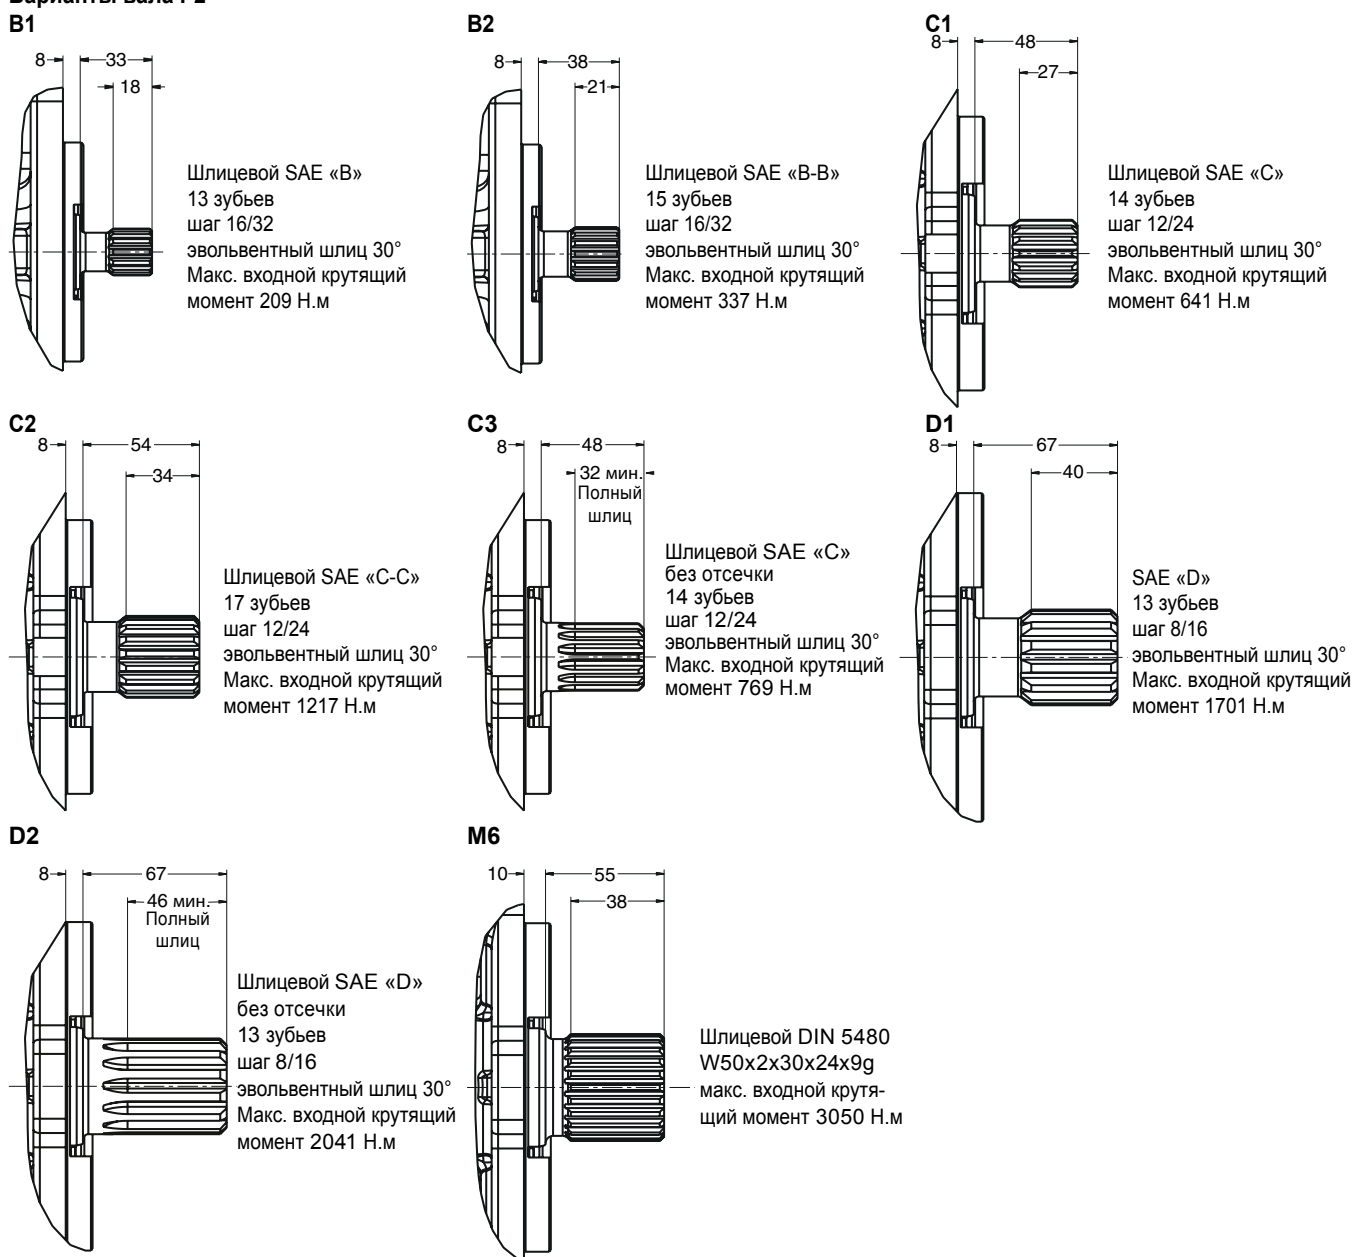 B1
8
33
18
Шлицевой SAE «B»
13 зубьев
шаг 16/32
эвольвентный шлиц 30°
Макс. входной крутящий
момент 209 Н.м
B2
8
38
21
Шлицевой SAE «B-B»
15 зубьев
шаг 16/32
эвольвентный шлиц 30°
Макс. входной крутящий
момент 337 Н.м
C1
8
48
27
Шлицевой SAE «C»
14 зубьев
шаг 12/24
эвольвентный шлиц 30°
Макс. входной крутящий
момент 641 Н.м
C2
8
54
34
Шлицевой SAE «C-C»
17 зубьев
шаг 12/24
эвольвентный шлиц 30°
Макс. входной крутящий
момент 1217 Н.м
C3
8
48
32 мин.
Полный
шлиц
Шлицевой SAE «C»
без отсечки
14 зубьев
шаг 12/24
эвольвентный шлиц 30°
Макс. входной крутящий
момент 769 Н.м
D1
8
67
40
SAE «D»
13 зубьев
шаг 8/16
эвольвентный шлиц 30°
Макс. входной крутящий
момент 1701 Н.м
D2
8
67
46 мин.
Полный
шлиц
Шлицевой SAE «D»
без отсечки
13 зубьев
шаг 8/16
эвольвентный шлиц 30°
Макс. входной крутящий
момент 2041 Н.м
M6
10
55
38
Шлицевой DIN 5480
W50x2x30x24x9g
макс. входной крутя-
щий момент 3050 Н.м